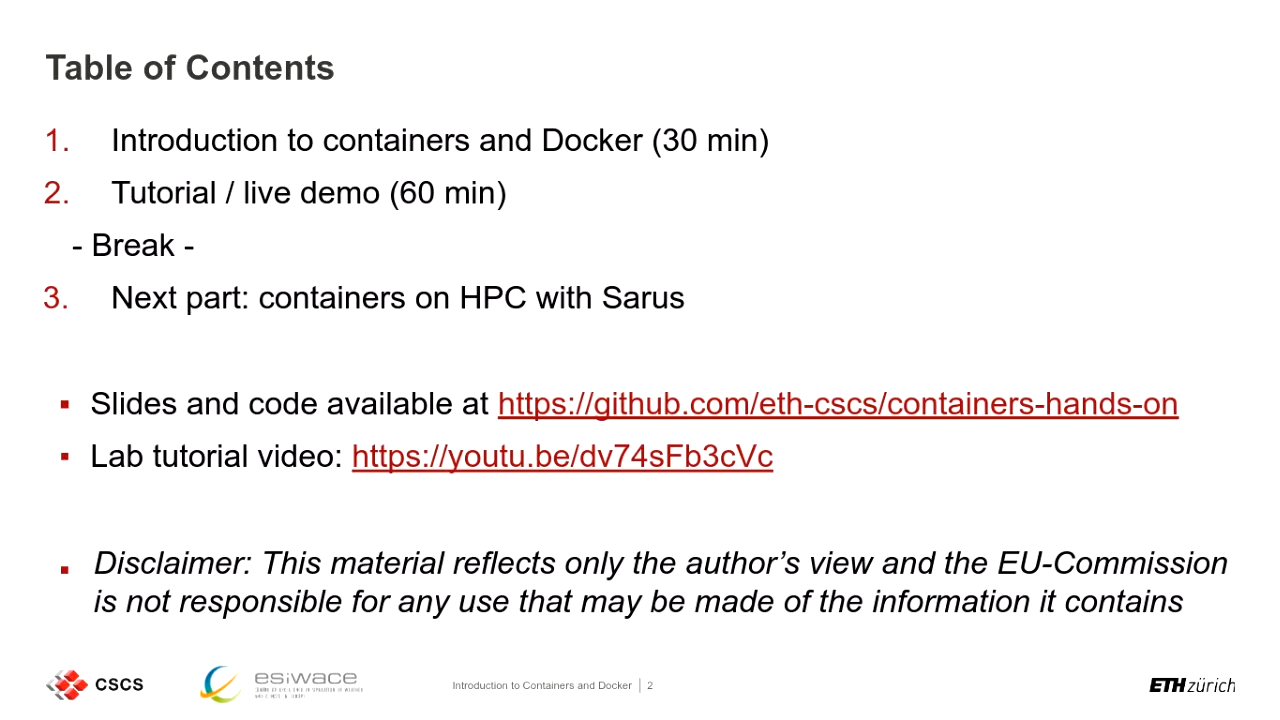 Table of Contents
1. Introduction to containers and Docker (30 min)
2. Tutorial / live demo (60 min)
- Break -
3. Next part: containers on HPC with Sarus
▪ Slides and code available at https://github.com/eth-cscs/containers-hands-on
▪ Lab tutorial video: https://youtu.be/dv74sFb3cVc
▪ Disclaimer: This material reflects only the author’s view and the EU-Commission
is not responsible for any use that may be made of the information it contains
CSCS
esiwace
Introduction to Containers and Docker | 2
ETH zürich